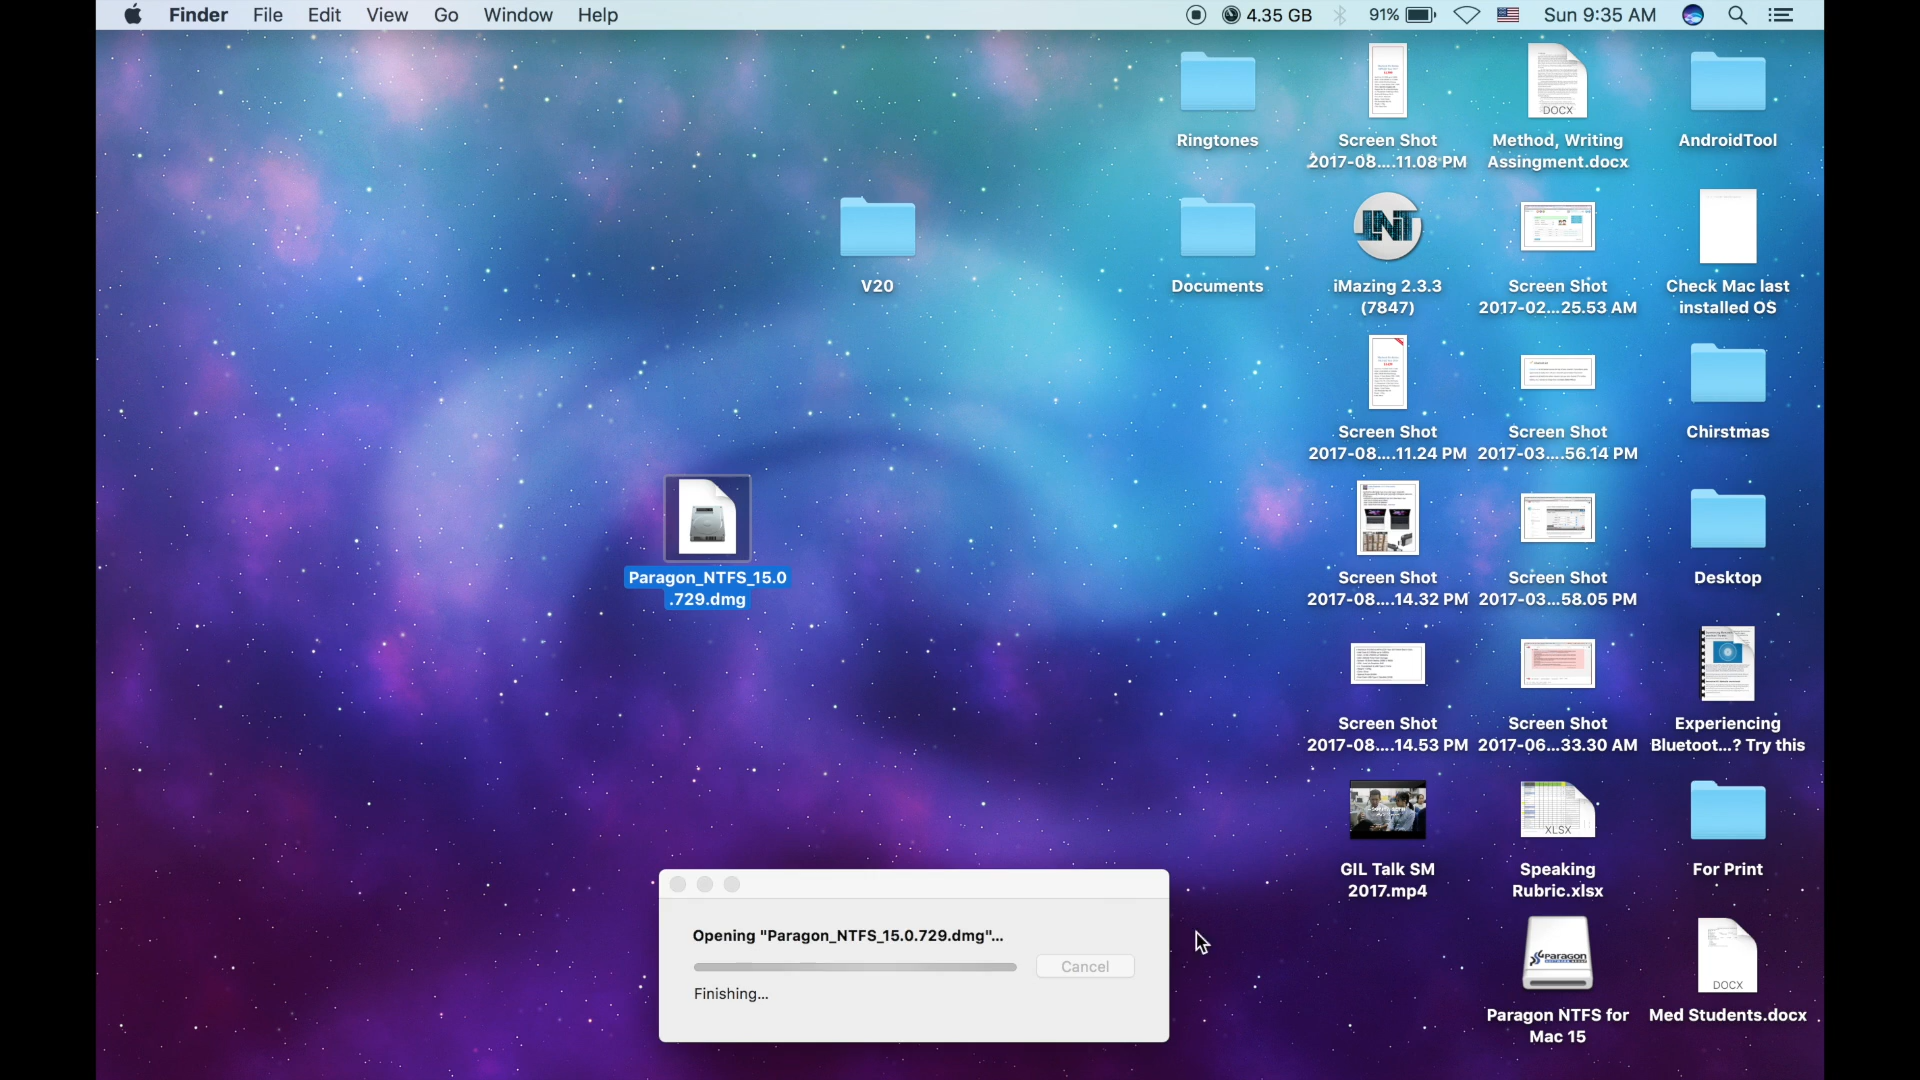 Finder File Edit View Go Window Help 4.35 GB 91% Sun 9:35 AM
Ringtones
Screen Shot
2017-08....11.08 PM
DOCX
Method, Writing
Assingment.docx
AndroidTool
V20
Documents
iMazing 2.3.3
(7847)
Screen Shot
2017-02...25.53 AM
Check Mac last
installed OS
Screen Shot
2017-08....11.24 PM
Screen Shot
2017-03....56.14 PM
Chirstmas
Paragon_NTFS_15.0
.729.dmg
Screen Shot
2017-08....14.32 PM
Screen Shot
2017-03...58.05 PM
Desktop
Screen Shot
2017-08....14.53 PM
Screen Shot
2017-06...33.30 AM
Experiencing
Bluetoot...? Try this
GIL Talk SM
2017.mp4
XLSX
Speaking
Rubric.xlsx
For Print
Opening "Paragon_NTFS_15.0.729.dmg"...
Cancel
Finishing...
Paragon
Paragon NTFS for
Mac 15
DOCX
Med Students.docx